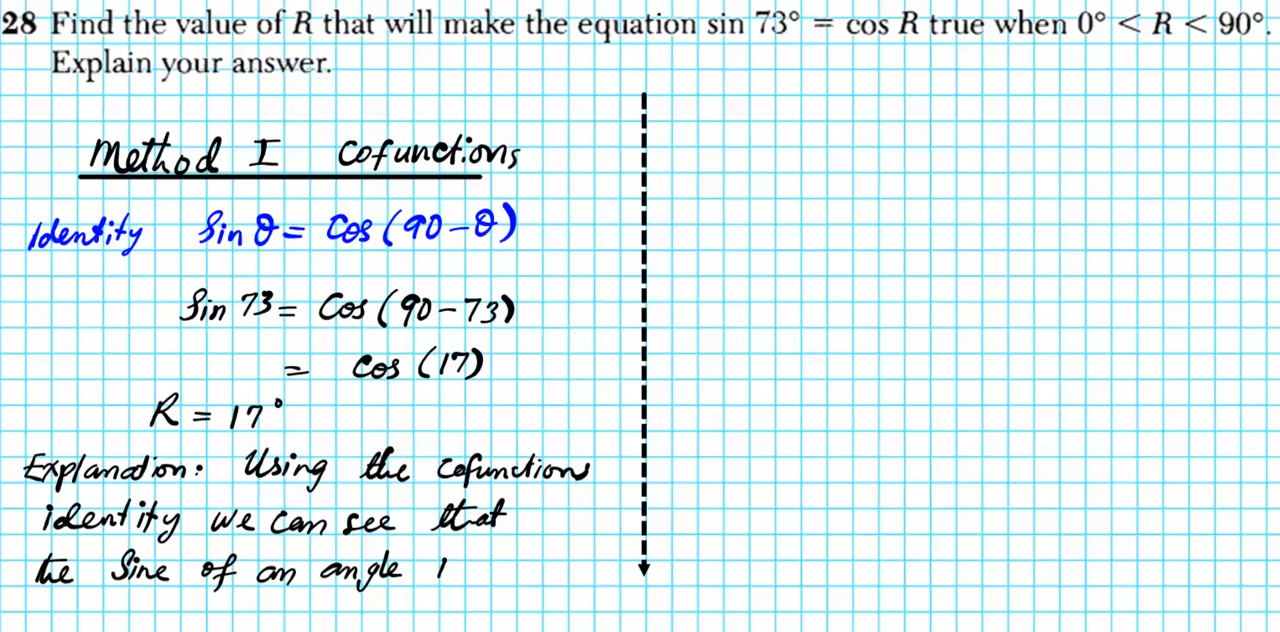 28 Find the value of R that will make the equation sin 73° = cos R true when 0° < R < 90°.
Explain your answer.
Method I Cofunctions
Identity Sin θ = Cos (90 - θ)
Sin 73 = Cos (90 - 73)
= Cos (17)
R = 17°
Explanation: Using the cofunctions
identity we can see that
the Sine of an angle